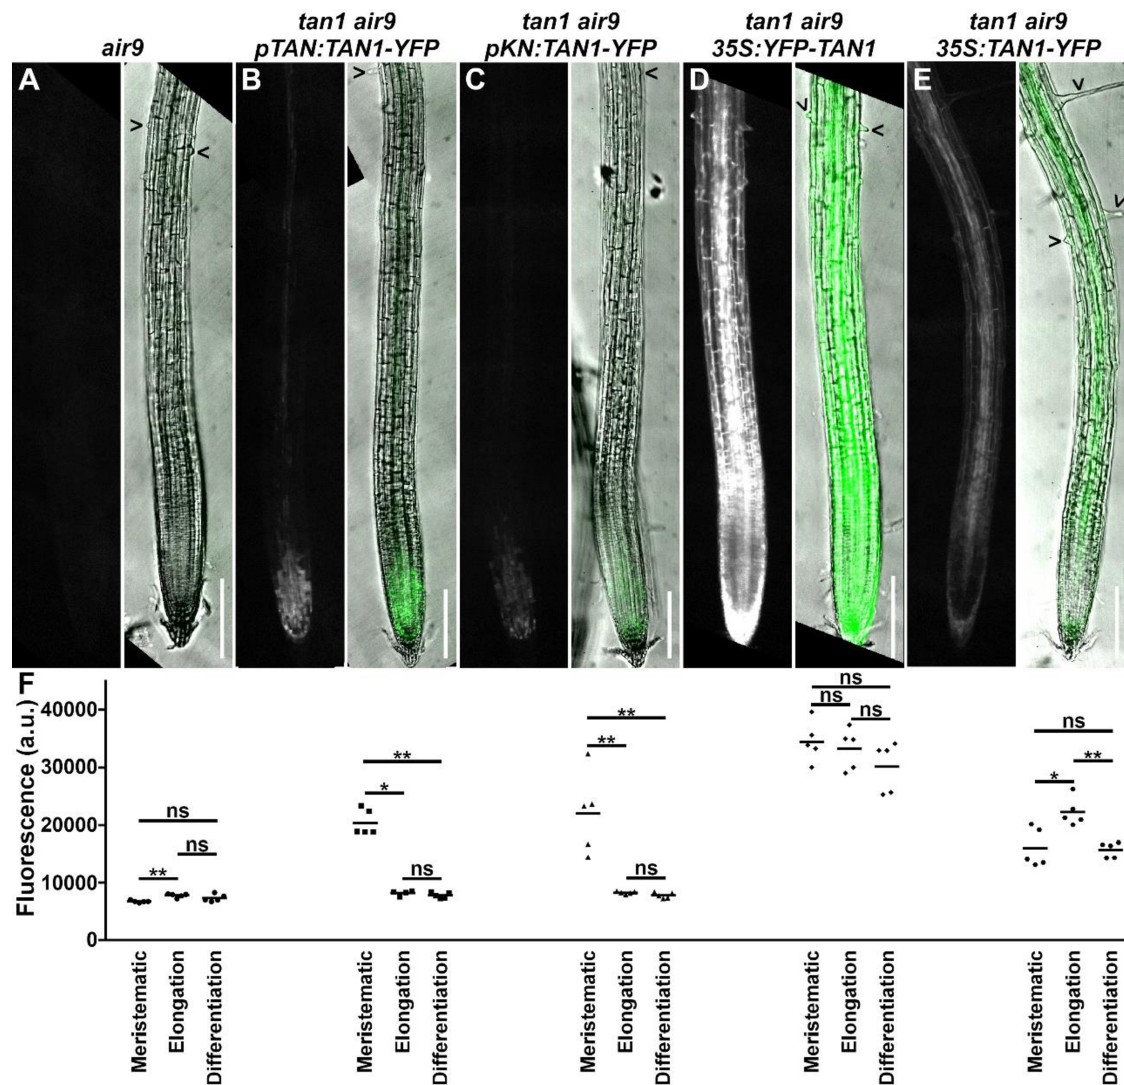 air9
tan1 air9
pTAN:TAN1-YFP
tan1 air9
pKN:TAN1-YFP
tan1 air9
35S:YFP-TAN1
tan1 air9
35S:TAN1-YFP
A
B
C
D
E
F
Fluorescence (a.u.)
40000
30000
20000
10000
0
ns
ns
**
**
*
ns
**
**
ns
ns
ns
ns
ns
*
**
Meristematic
Elongation
Differentiation
Meristematic
Elongation
Differentiation
Meristematic
Elongation
Differentiation
Meristematic
Elongation
Differentiation
Meristematic
Elongation
Differentiation